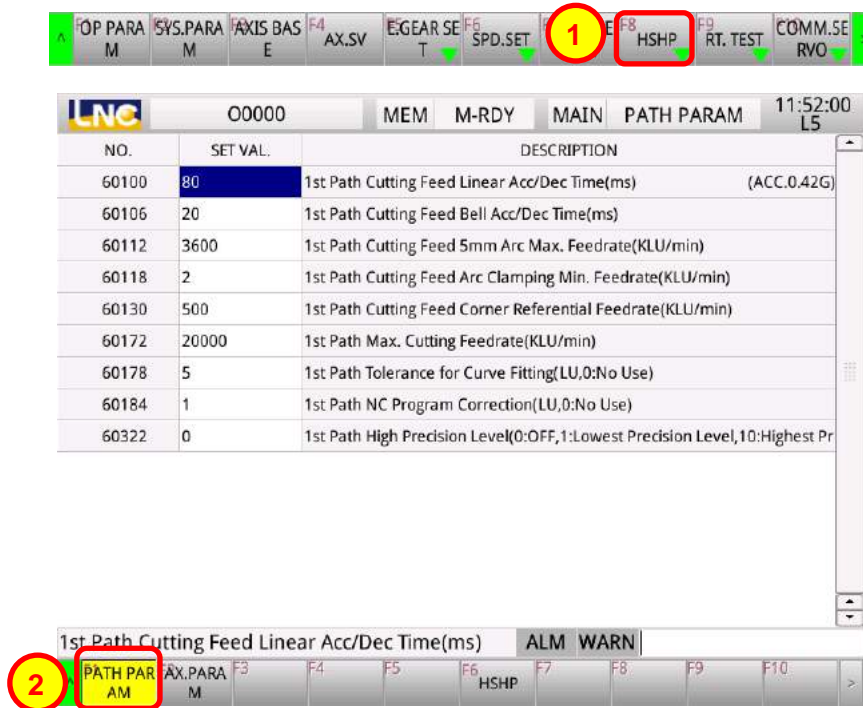 F1 OP PARA M
SYS.PARA M
F3 AXIS BAS E
F4 AX.SV
F5 E.GEAR SE T
F6 SPD.SET
1
E
F8 HSHP
F9 RT. TEST
F10 COMM.SE RVO
LNC O0000 MEM M-RDY MAIN PATH PARAM 11:52:00 L5
NO. SET VAL. DESCRIPTION
60100 80 1st Path Cutting Feed Linear Acc/Dec Time(ms) (ACC.0.42G)
60106 20 1st Path Cutting Feed Bell Acc/Dec Time(ms)
60112 3600 1st Path Cutting Feed 5mm Arc Max. Feedrate(KLU/min)
60118 2 1st Path Cutting Feed Arc Clamping Min. Feedrate(KLU/min)
60130 500 1st Path Cutting Feed Corner Referential Feedrate(KLU/min)
60172 20000 1st Path Max. Cutting Feedrate(KLU/min)
60178 5 1st Path Tolerance for Curve Fitting(LU,0:No Use)
60184 1 1st Path NC Program Correction(LU,0:No Use)
60322 0 1st Path High Precision Level(0:OFF,1:Lowest Precision Level,10:Highest Pr
1st Path Cutting Feed Linear Acc/Dec Time(ms) ALM WARN
2
PATH PAR AM
AX.PARA M
F3
F4
F5
F6 HSHP
F7
F8
F9
F10
>